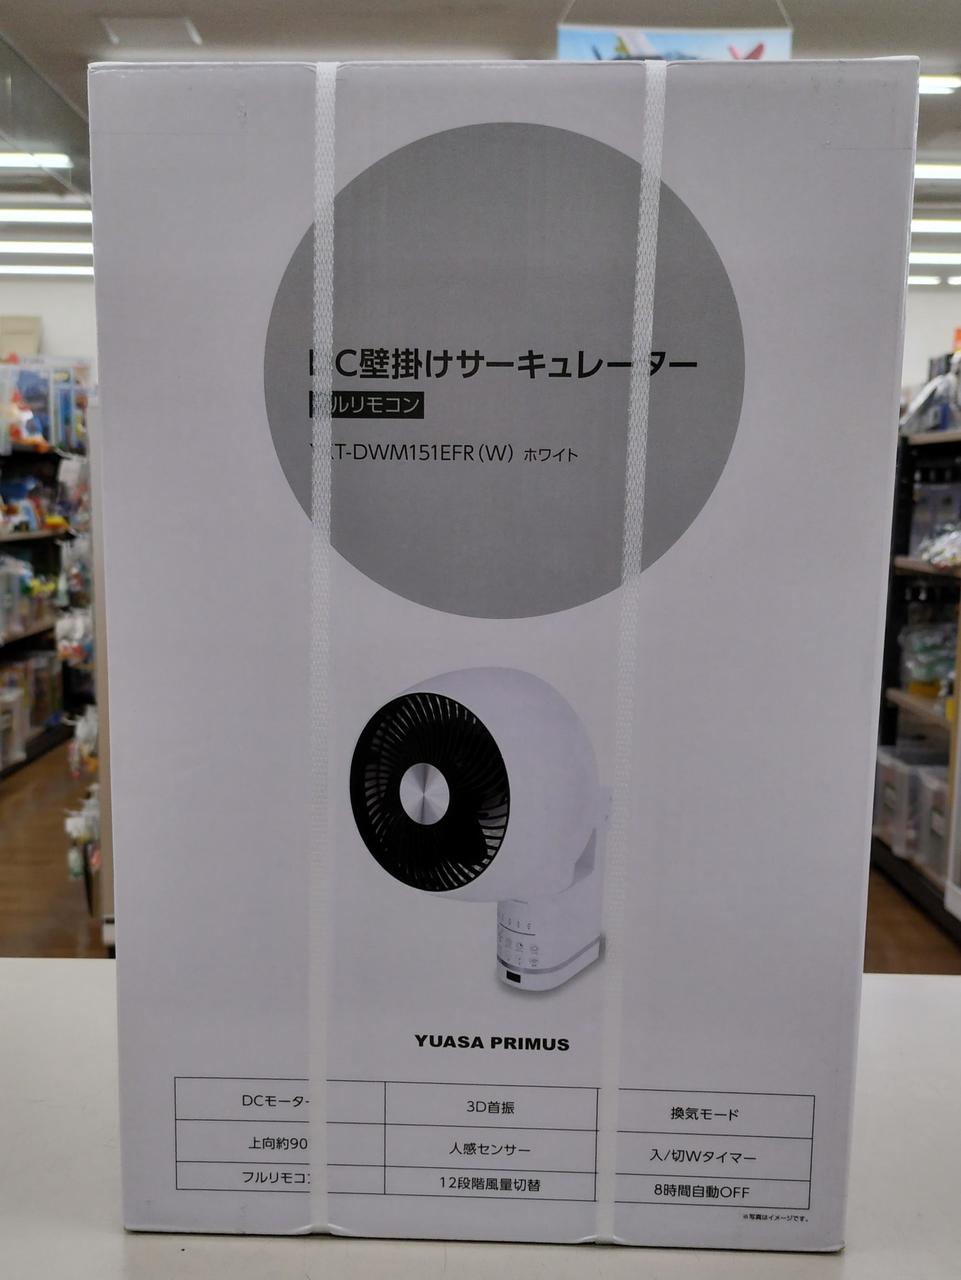 DC壁掛けサーキュレーター
フルリモコン
T-DWM151EFR(W) ホワイト
YUASA PRIMUS
DCモーター 3D首振 換気モード
上向約90 人感センサー 入/切Wタイマー
フルリモコン 12段階風量切替 8時間自動OFF
※写真はイメージです。